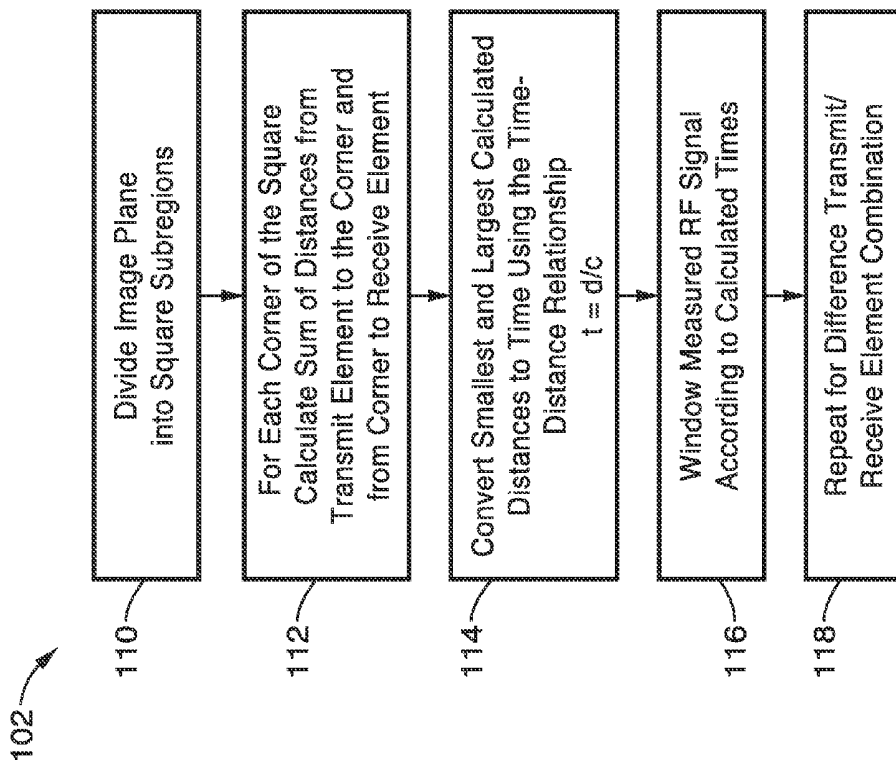 102
110
Divide Image Plane
into Square Subregions
112
For Each Corner of the Square
Calculate Sum of Distances from
Transmit Element to the Corner and
from Corner to Receive Element
114
Convert Smallest and Largest Calculated
Distances to Time Using the Time-
Distance Relationship
t = d/c
116
Window Measured RF Signal
According to Calculated Times
118
Repeat for Difference Transmit/
Receive Element Combination